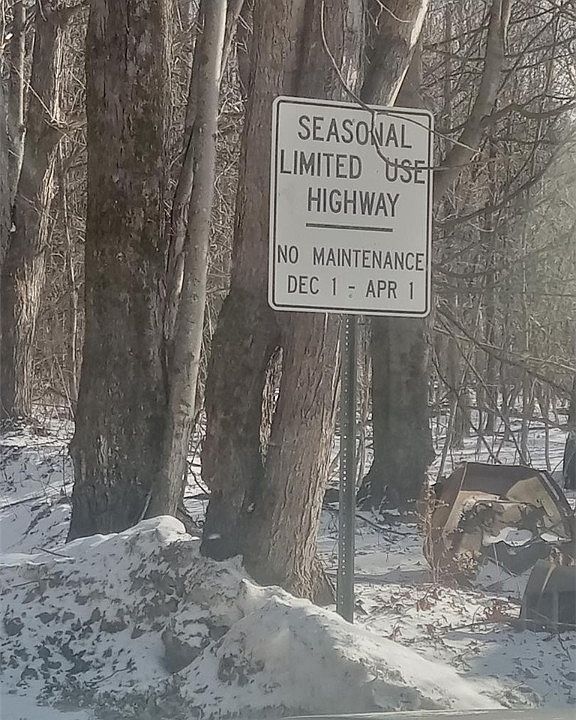 SEASONAL
LIMITED USE
HIGHWAY
NO MAINTENANCE
DEC 1 - APR 1